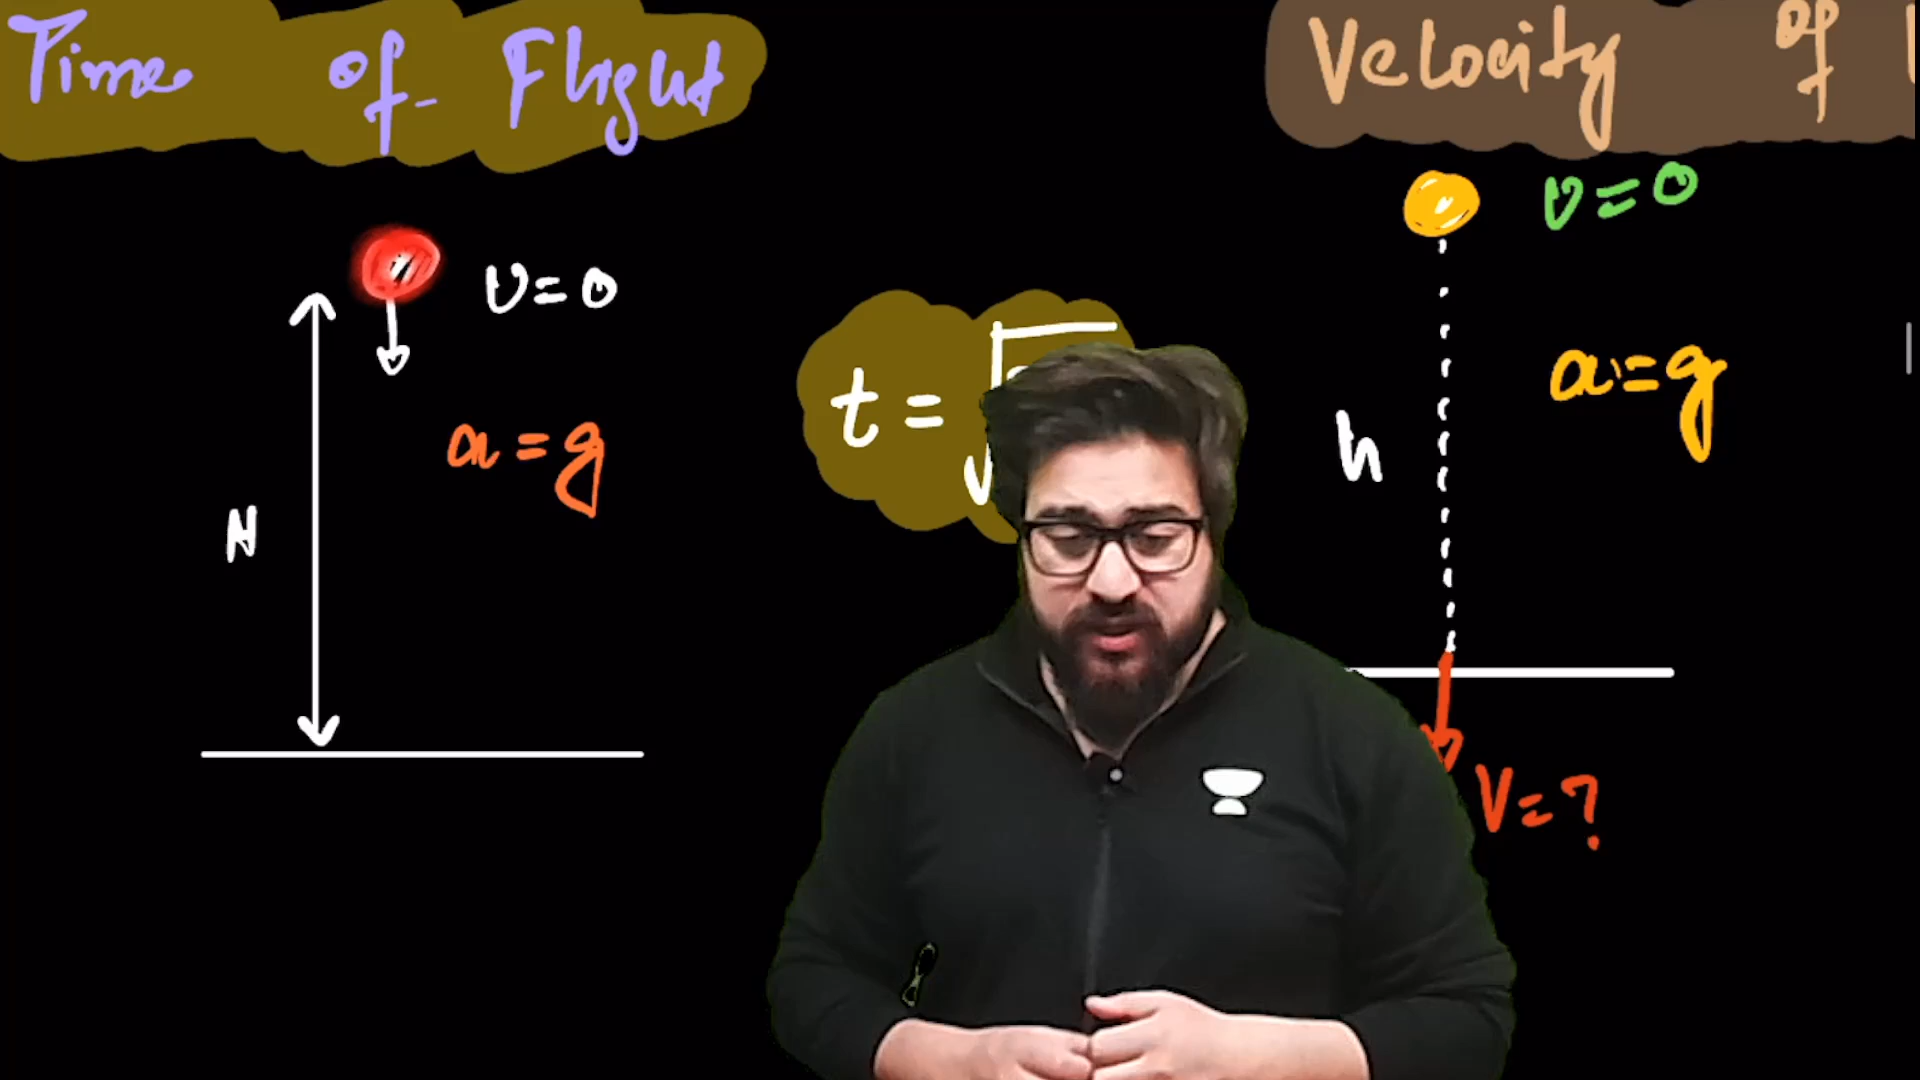 Time of Flight
υ=0
a=g
H
t=√
Velocity of
υ=0
a=g
h
V=?